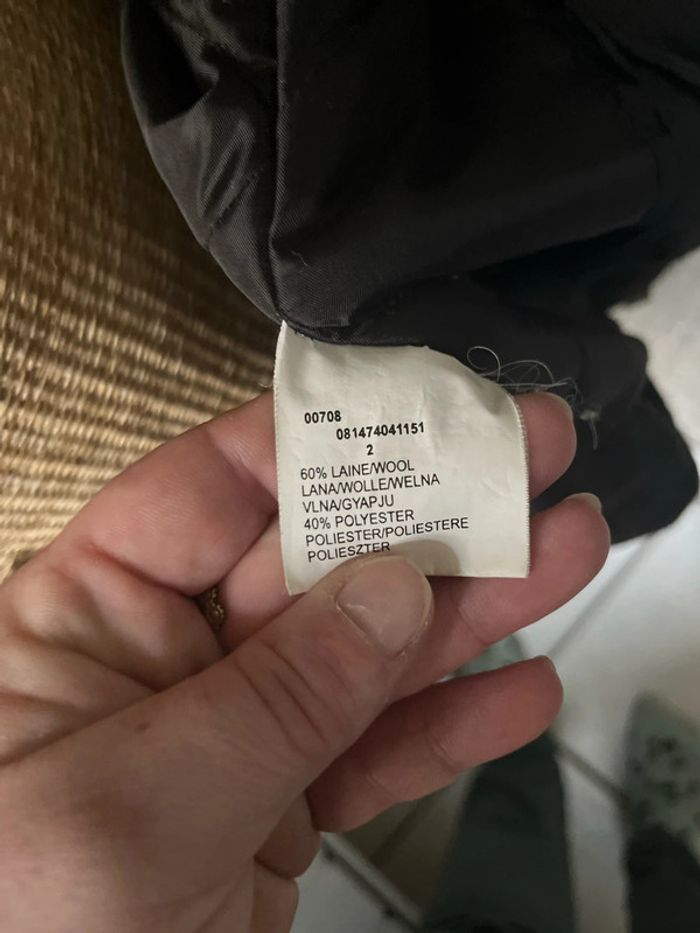 00708
081474041151
2
60% LAINE/WOOL
LANA/WOLLE/WELNA
VLNA/GYAPJU
40% POLYESTER
POLIESTER/POLIESTERE
POLIESZTER